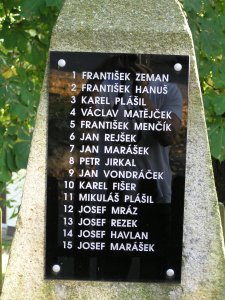 1 FRANTIŠEK ZEMAN
2 FRANTIŠEK HANUŠ
3 KAREL PLÁŠIL
4 VÁCLAV MATĚJČEK
5 FRANTIŠEK MENČÍK
6 JAN REJŠEK
7 JAN MARÁŠEK
8 PETR JIRKAL
9 JAN VONDRÁČEK
10 KAREL FIŠER
11 MIKULÁŠ PLÁŠIL
12 JOSEF MRÁZ
13 JOSEF REZEK
14 JOSEF HAVLAN
15 JOSEF MARÁŠEK